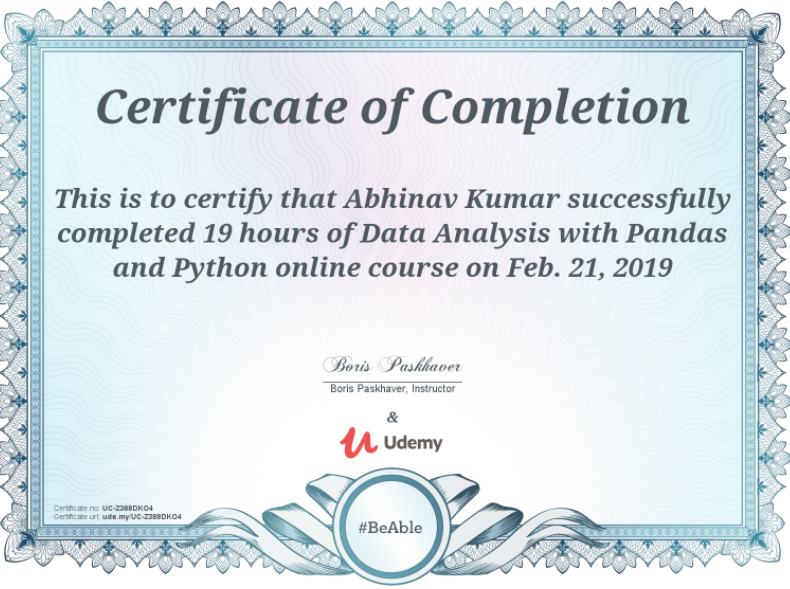 Certificate of Completion
This is to certify that Abhinav Kumar successfully
completed 19 hours of Data Analysis with Pandas
and Python online course on Feb. 21, 2019
Boris Paskhaver
Boris Paskhaver, Instructor
&
Udemy
Certificate no: UC-Z388DKO4
Certificate url: ude.my/UC-Z388DKO4
#BeAble